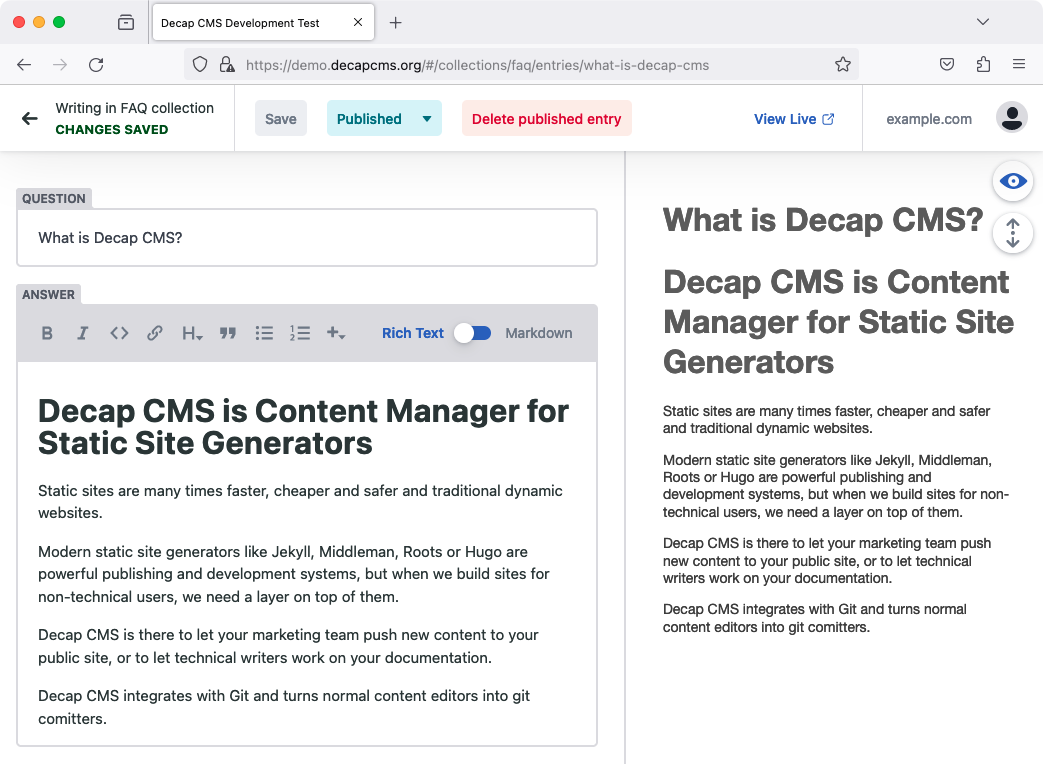 Decap CMS Development Test
https://demo.decapcms.org/#/collections/faq/entries/what-is-decap-cms
Writing in FAQ collection
CHANGES SAVED
Save
Published
Delete published entry
View Live
example.com
QUESTION
What is Decap CMS?
ANSWER
B I H Rich Text Markdown
Decap CMS is Content Manager for
Static Site Generators
Static sites are many times faster, cheaper and safer and traditional dynamic
websites.
Modern static site generators like Jekyll, Middleman, Roots or Hugo are
powerful publishing and development systems, but when we build sites for
non-technical users, we need a layer on top of them.
Decap CMS is there to let your marketing team push new content to your
public site, or to let technical writers work on your documentation.
Decap CMS integrates with Git and turns normal content editors into git
comitters.
What is Decap CMS?
Decap CMS is Content
Manager for Static Site
Generators
Static sites are many times faster, cheaper and safer
and traditional dynamic websites.
Modern static site generators like Jekyll, Middleman,
Roots or Hugo are powerful publishing and
development systems, but when we build sites for non-
technical users, we need a layer on top of them.
Decap CMS is there to let your marketing team push
new content to your public site, or to let technical
writers work on your documentation.
Decap CMS integrates with Git and turns normal
content editors into git comitters.